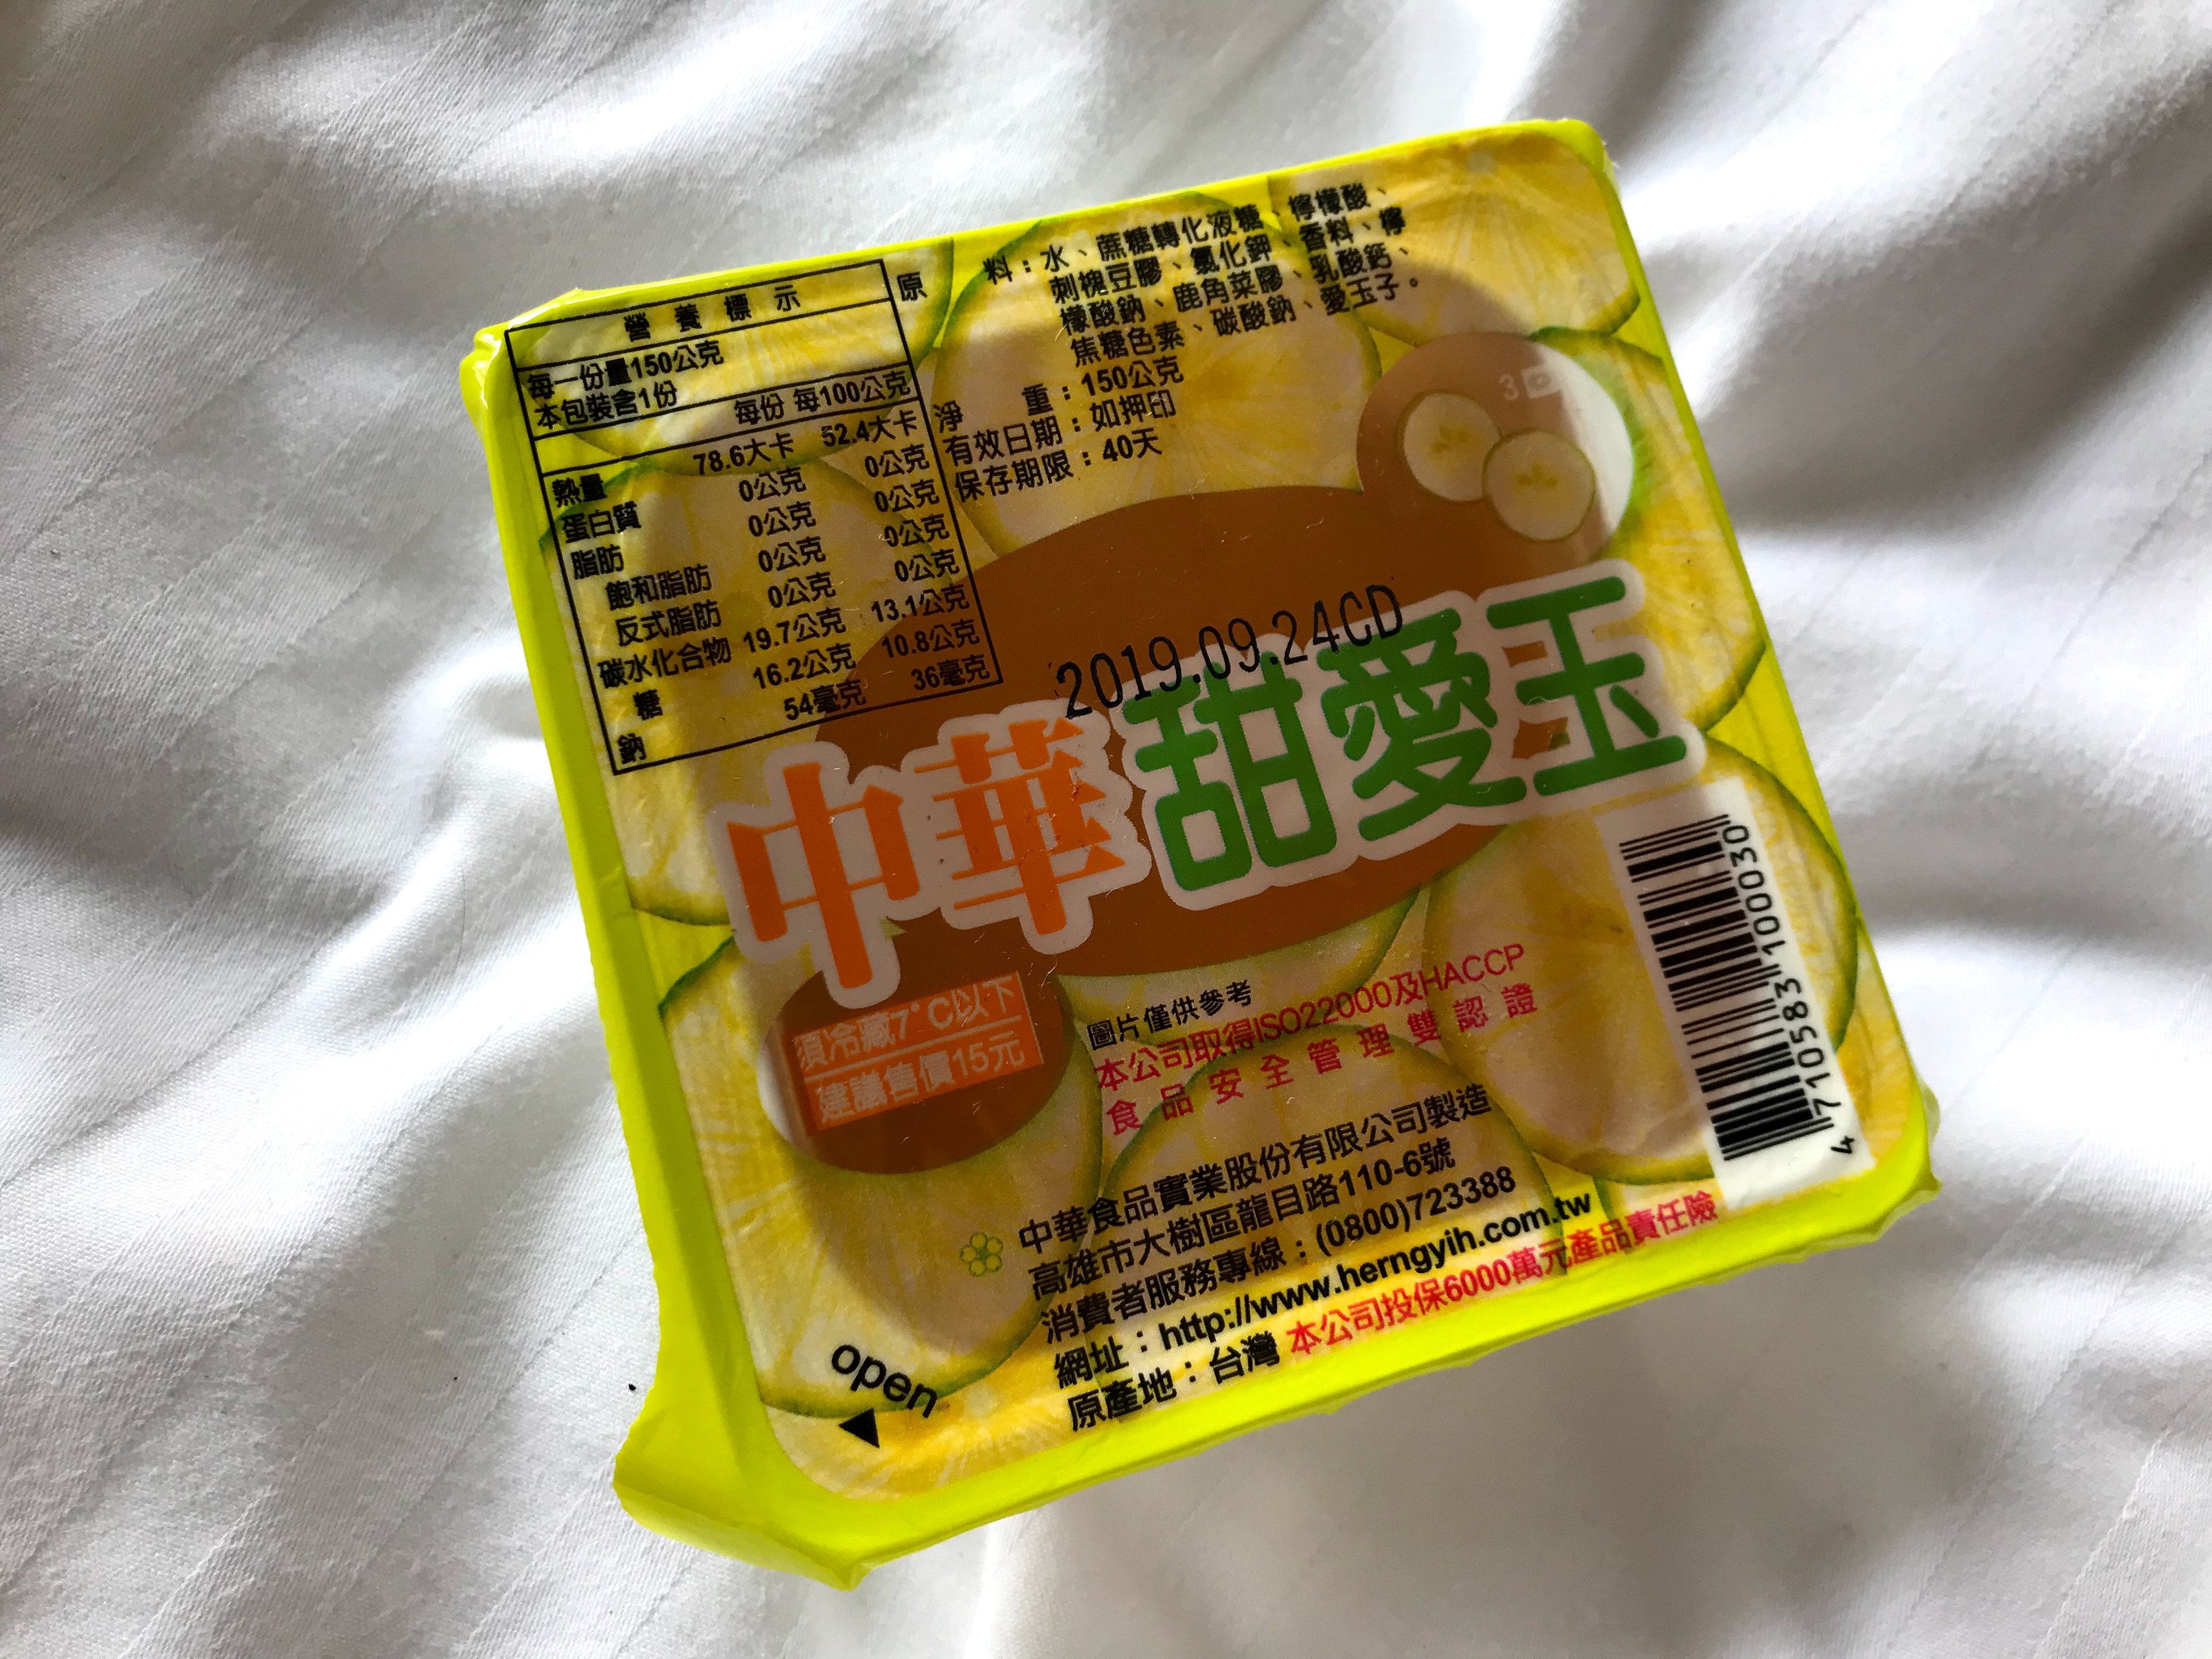 營養標示
每一份量150公克
本包裝含1份
每份 每100公克
熱量 78.6大卡 52.4大卡
蛋白質 0公克 0公克
脂肪 0公克 0公克
飽和脂肪 0公克 0公克
反式脂肪 0公克 0公克
碳水化合物 19.7公克 13.1公克
糖 16.2公克 10.8公克
鈉 54毫克 36毫克
原料：水、蔗糖轉化液糖、檸檬酸、
刺槐豆膠、氯化鉀、香料、檸
檬酸鈉、鹿角菜膠、乳酸鈣、
焦糖色素、碳酸鈉、愛玉子。
淨重：150公克
有效日期：如押印
保存期限：40天
3
2019.09.24CD
中華甜愛玉
須冷藏7°C以下
建議售價15元
圖片僅供參考
本公司取得ISO22000及HACCP
食品安全管理雙認證
4 710583 100030
中華食品實業股份有限公司製造
高雄市大樹區龍目路110-6號
消費者服務專線：(0800)723388
網址：http://www.herngyih.com.tw
原產地：台灣 本公司投保6000萬元產品責任險
open